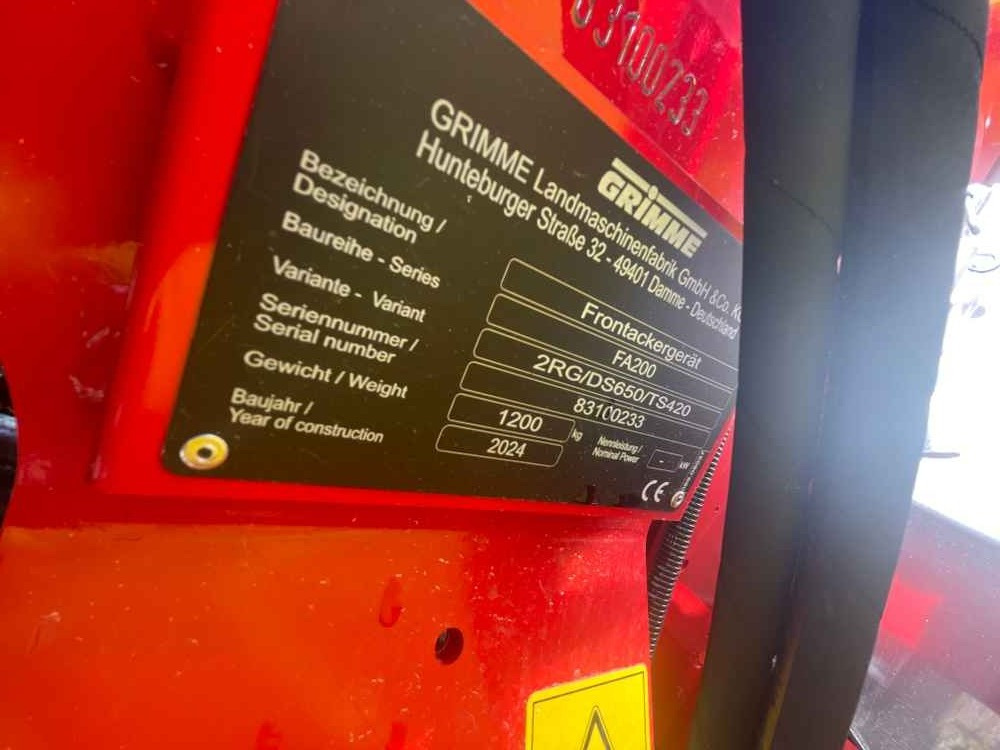 83100233
GRIMME
GRIMME Landmaschinenfabrik GmbH &Co. KG
Hunteburger Straße 32 - 49401 Damme - Deutschland
Bezeichnung /
Designation
Frontackergerät
Baureihe - Series
FA200
Variante - Variant
2RG/DS650/TS420
Seriennummer /
Serial number
83100233
Gewicht / Weight
1200 kg
Nennleistung /
Nominal Power
- kW
Baujahr /
Year of construction
2024
CE